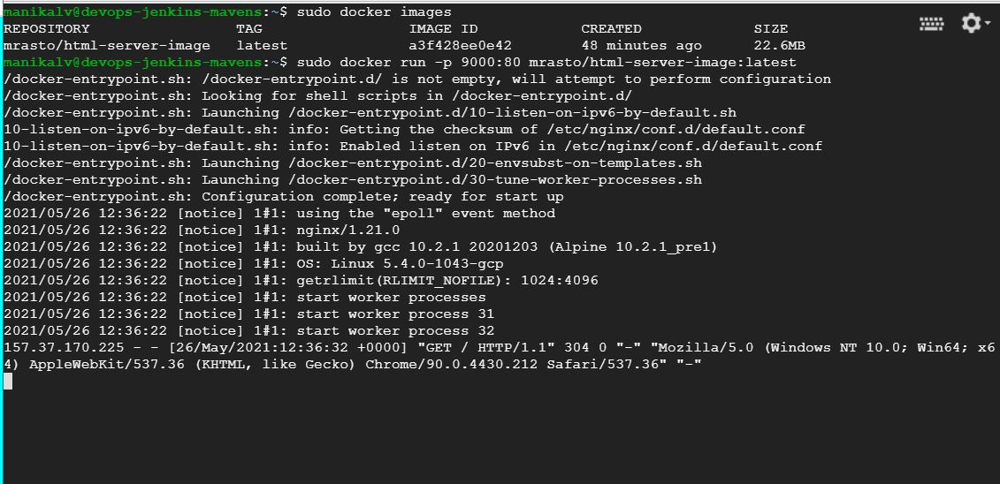 manikalv@devops-jenkins-mavens:~$ sudo docker images
REPOSITORY                 TAG                 IMAGE ID            CREATED             SIZE
mrasto/html-server-image   latest              a3f428ee0e42        48 minutes ago      22.6MB
manikalv@devops-jenkins-mavens:~$ sudo docker run -p 9000:80 mrasto/html-server-image:latest
/docker-entrypoint.sh: /docker-entrypoint.d/ is not empty, will attempt to perform configuration
/docker-entrypoint.sh: Looking for shell scripts in /docker-entrypoint.d/
/docker-entrypoint.sh: Launching /docker-entrypoint.d/10-listen-on-ipv6-by-default.sh
10-listen-on-ipv6-by-default.sh: info: Getting the checksum of /etc/nginx/conf.d/default.conf
10-listen-on-ipv6-by-default.sh: info: Enabled listen on IPv6 in /etc/nginx/conf.d/default.conf
/docker-entrypoint.sh: Launching /docker-entrypoint.d/20-envsubst-on-templates.sh
/docker-entrypoint.sh: Launching /docker-entrypoint.d/30-tune-worker-processes.sh
/docker-entrypoint.sh: Configuration complete; ready for start up
2021/05/26 12:36:22 [notice] 1#1: using the "epoll" event method
2021/05/26 12:36:22 [notice] 1#1: nginx/1.21.0
2021/05/26 12:36:22 [notice] 1#1: built by gcc 10.2.1 20201203 (Alpine 10.2.1_pre1)
2021/05/26 12:36:22 [notice] 1#1: OS: Linux 5.4.0-1043-gcp
2021/05/26 12:36:22 [notice] 1#1: getrlimit(RLIMIT_NOFILE): 1024:4096
2021/05/26 12:36:22 [notice] 1#1: start worker processes
2021/05/26 12:36:22 [notice] 1#1: start worker process 31
2021/05/26 12:36:22 [notice] 1#1: start worker process 32
157.37.170.225 - - [26/May/2021:12:36:32 +0000] "GET / HTTP/1.1" 304 0 "-" "Mozilla/5.0 (Windows NT 10.0; Win64; x6
4) AppleWebKit/537.36 (KHTML, like Gecko) Chrome/90.0.4430.212 Safari/537.36" "-"